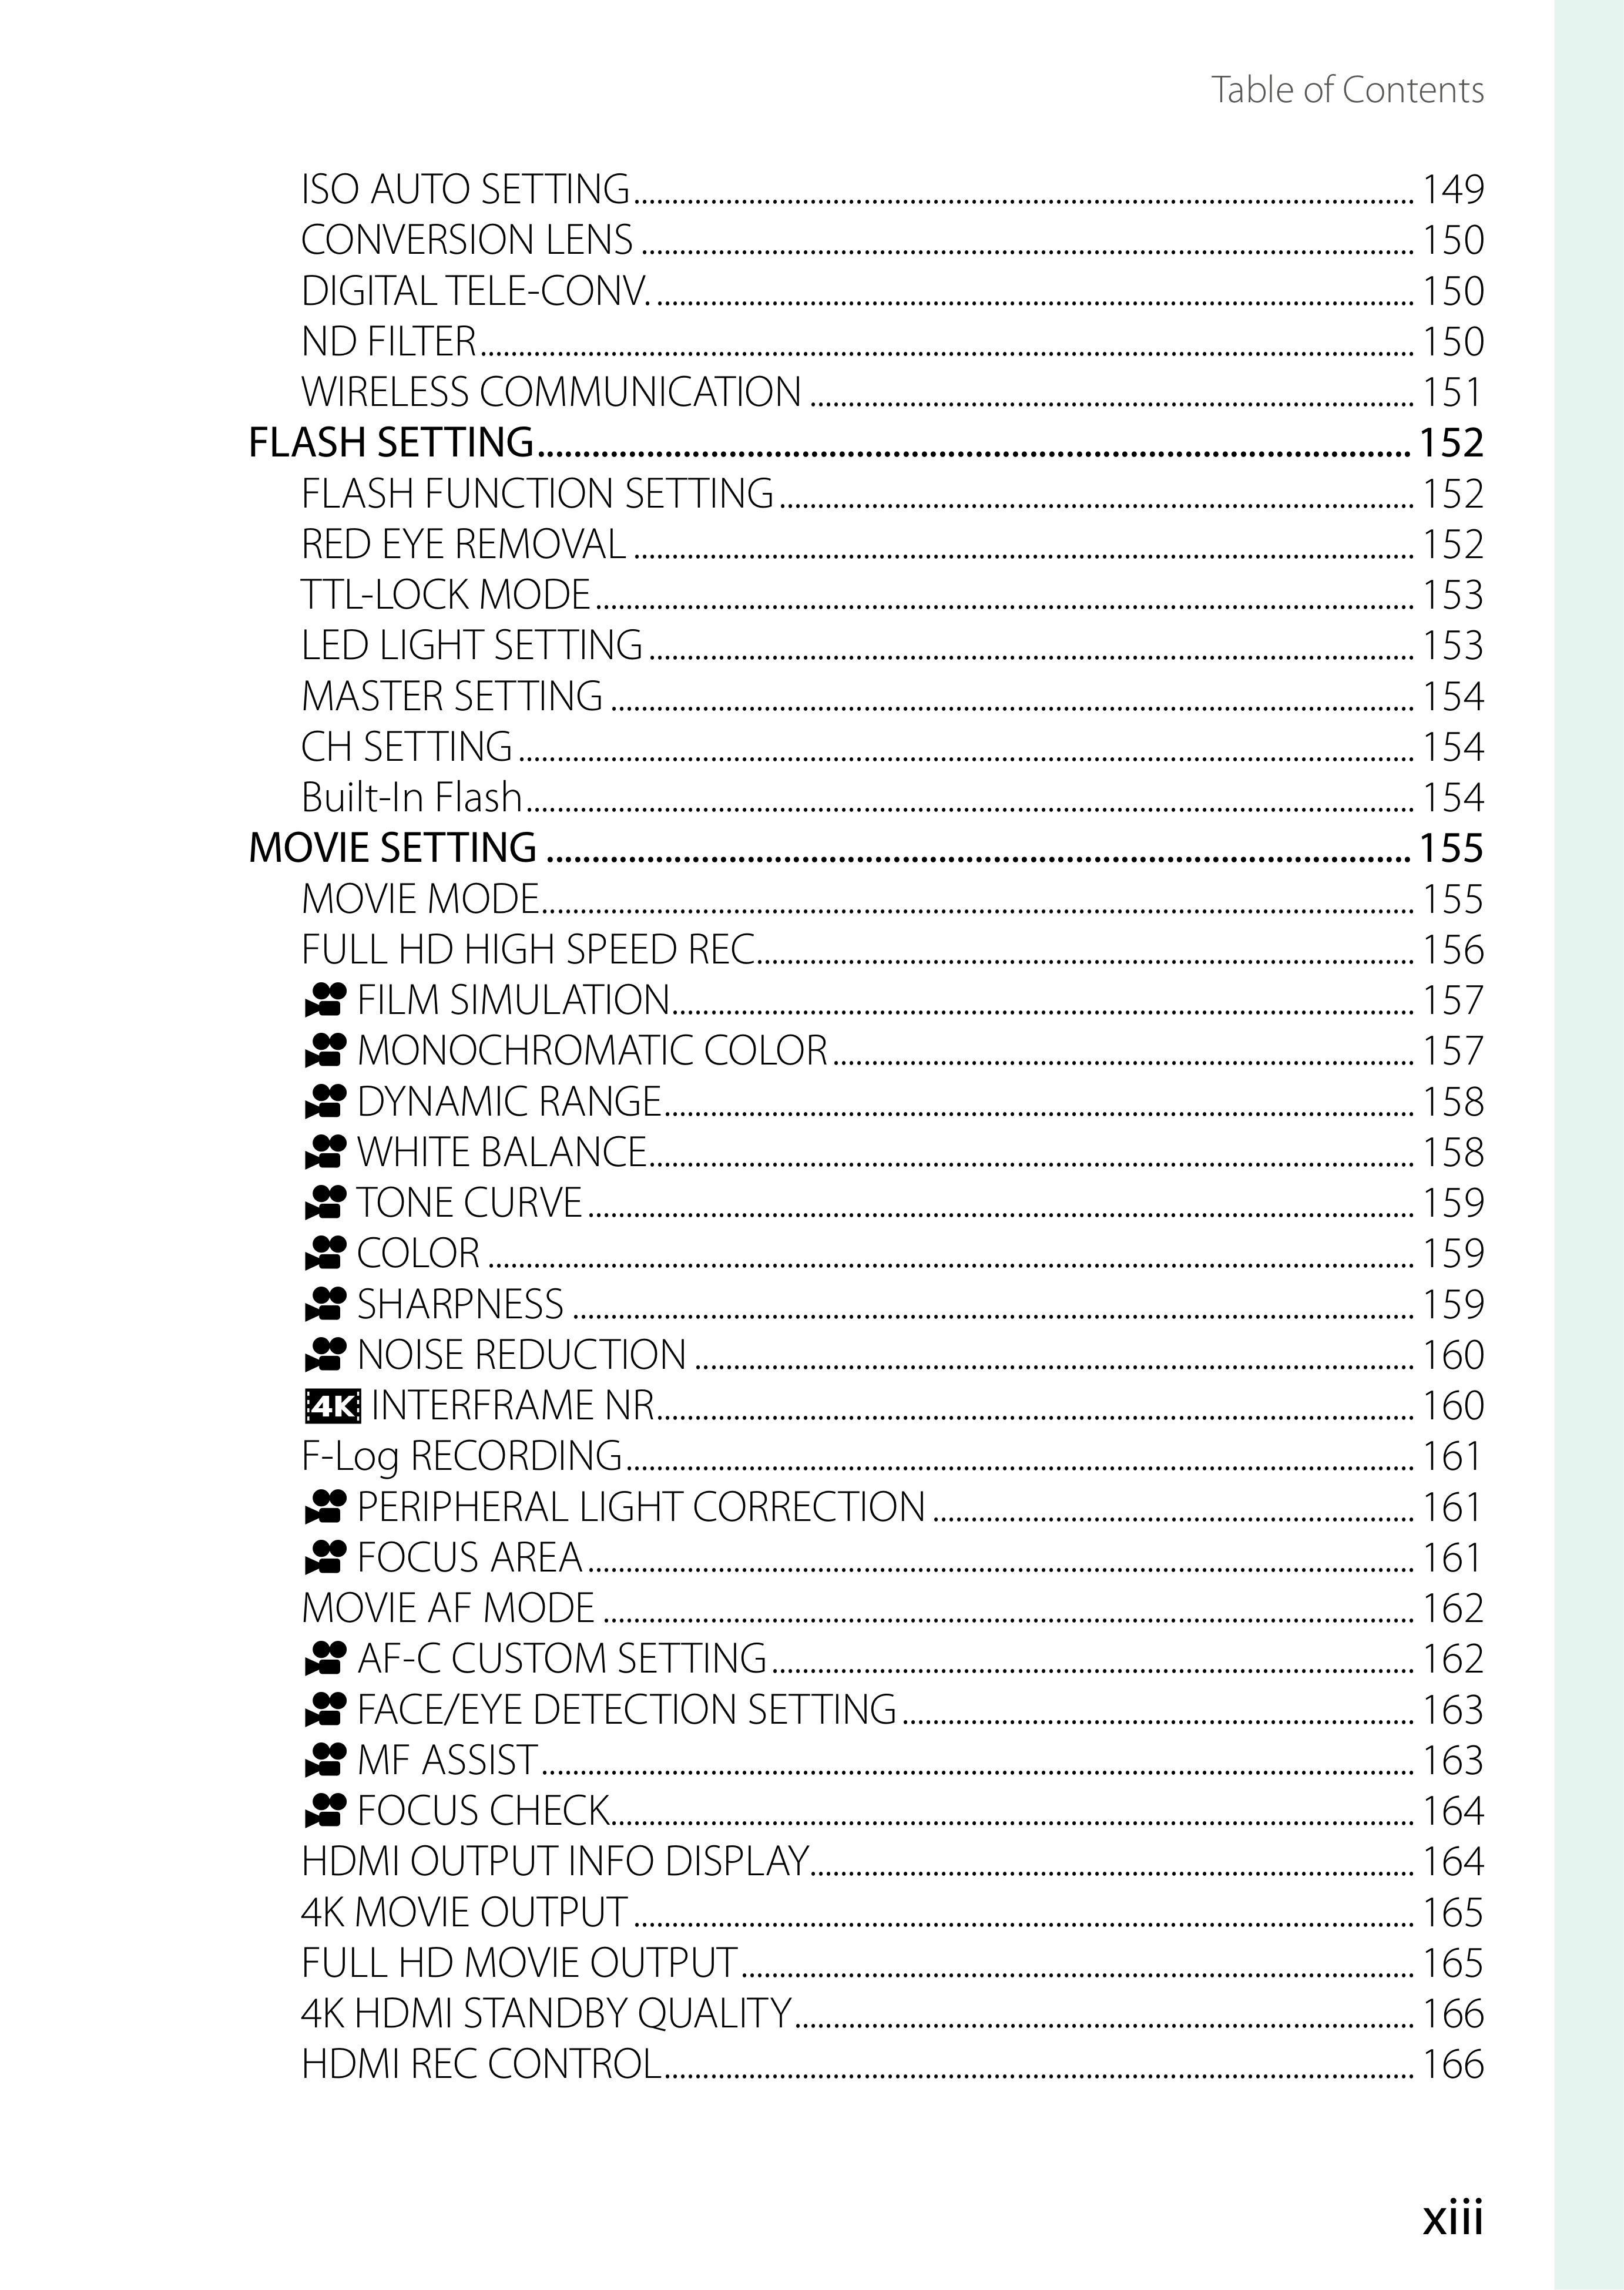 Table of Contents
ISO AUTO SETTING 149
CONVERSION LENS 150
DIGITAL TELE-CONV. 150
ND FILTER 150
WIRELESS COMMUNICATION 151
FLASH SETTING 152
FLASH FUNCTION SETTING 152
RED EYE REMOVAL 152
TTL-LOCK MODE 153
LED LIGHT SETTING 153
MASTER SETTING 154
CH SETTING 154
Built-In Flash 154
MOVIE SETTING 155
MOVIE MODE 155
FULL HD HIGH SPEED REC 156
FILM SIMULATION 157
MONOCHROMATIC COLOR 157
DYNAMIC RANGE 158
WHITE BALANCE 158
TONE CURVE 159
COLOR 159
SHARPNESS 159
NOISE REDUCTION 160
4K INTERFRAME NR 160
F-Log RECORDING 161
PERIPHERAL LIGHT CORRECTION 161
FOCUS AREA 161
MOVIE AF MODE 162
AF-C CUSTOM SETTING 162
FACE/EYE DETECTION SETTING 163
MF ASSIST 163
FOCUS CHECK 164
HDMI OUTPUT INFO DISPLAY 164
4K MOVIE OUTPUT 165
FULL HD MOVIE OUTPUT 165
4K HDMI STANDBY QUALITY 166
HDMI REC CONTROL 166
xiii